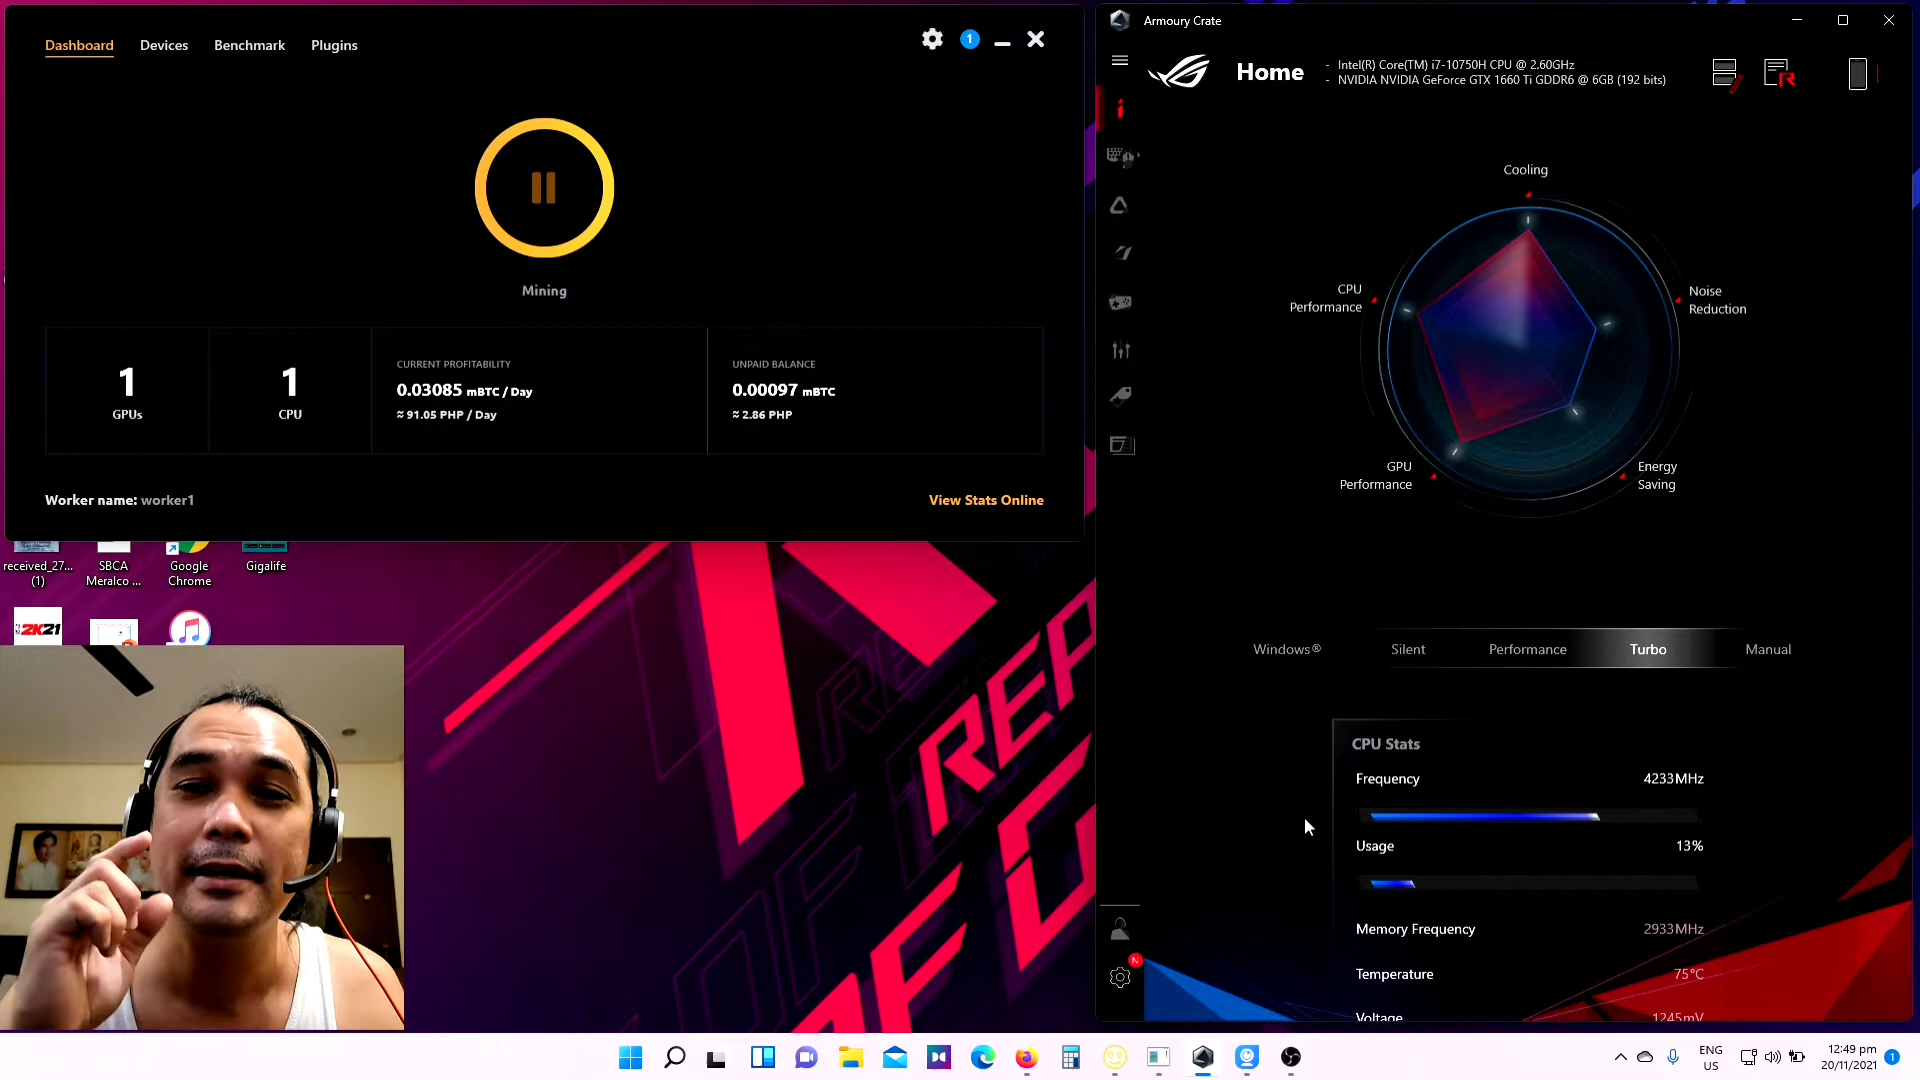 Dashboard Devices Benchmark Plugins
1
Mining
1
GPUs
1
CPU
CURRENT PROFITABILITY
0.03085 mBTC / Day
≈ 91.05 PHP / Day
UNPAID BALANCE
0.00097 mBTC
≈ 2.86 PHP
Worker name: worker1
View Stats Online
received_27...
(1)
SBCA
Meralco ...
Google
Chrome
Gigalife
2K21
Armoury Crate
Home
- Intel(R) Core(TM) i7-10750H CPU @ 2.60GHz
- NVIDIA NVIDIA GeForce GTX 1660 Ti GDDR6 @ 6GB (192 bits)
Cooling
CPU
Performance
Noise
Reduction
GPU
Performance
Energy
Saving
Windows® Silent Performance Turbo Manual
CPU Stats
Frequency 4233MHz
Usage 13%
Memory Frequency 2933MHz
Temperature 75°C
Voltage 1245mV
N
ENG
US
12:49 pm
20/11/2021
1